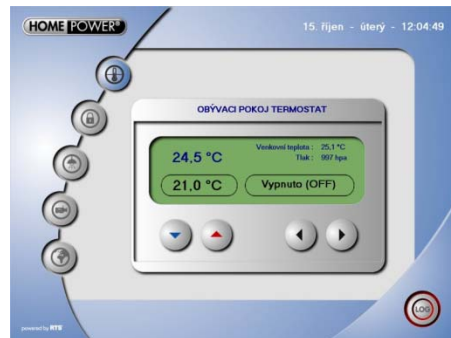 HOME POWER®
15. říjen - úterý - 12:04:49
OBÝVACI POKOJ TERMOSTAT
24,5 °C
Venkovní teplota : 25,1 °C
Tlak : 997 hpa
21,0 °C
Vypnuto (OFF)
LOG
powered by RTE